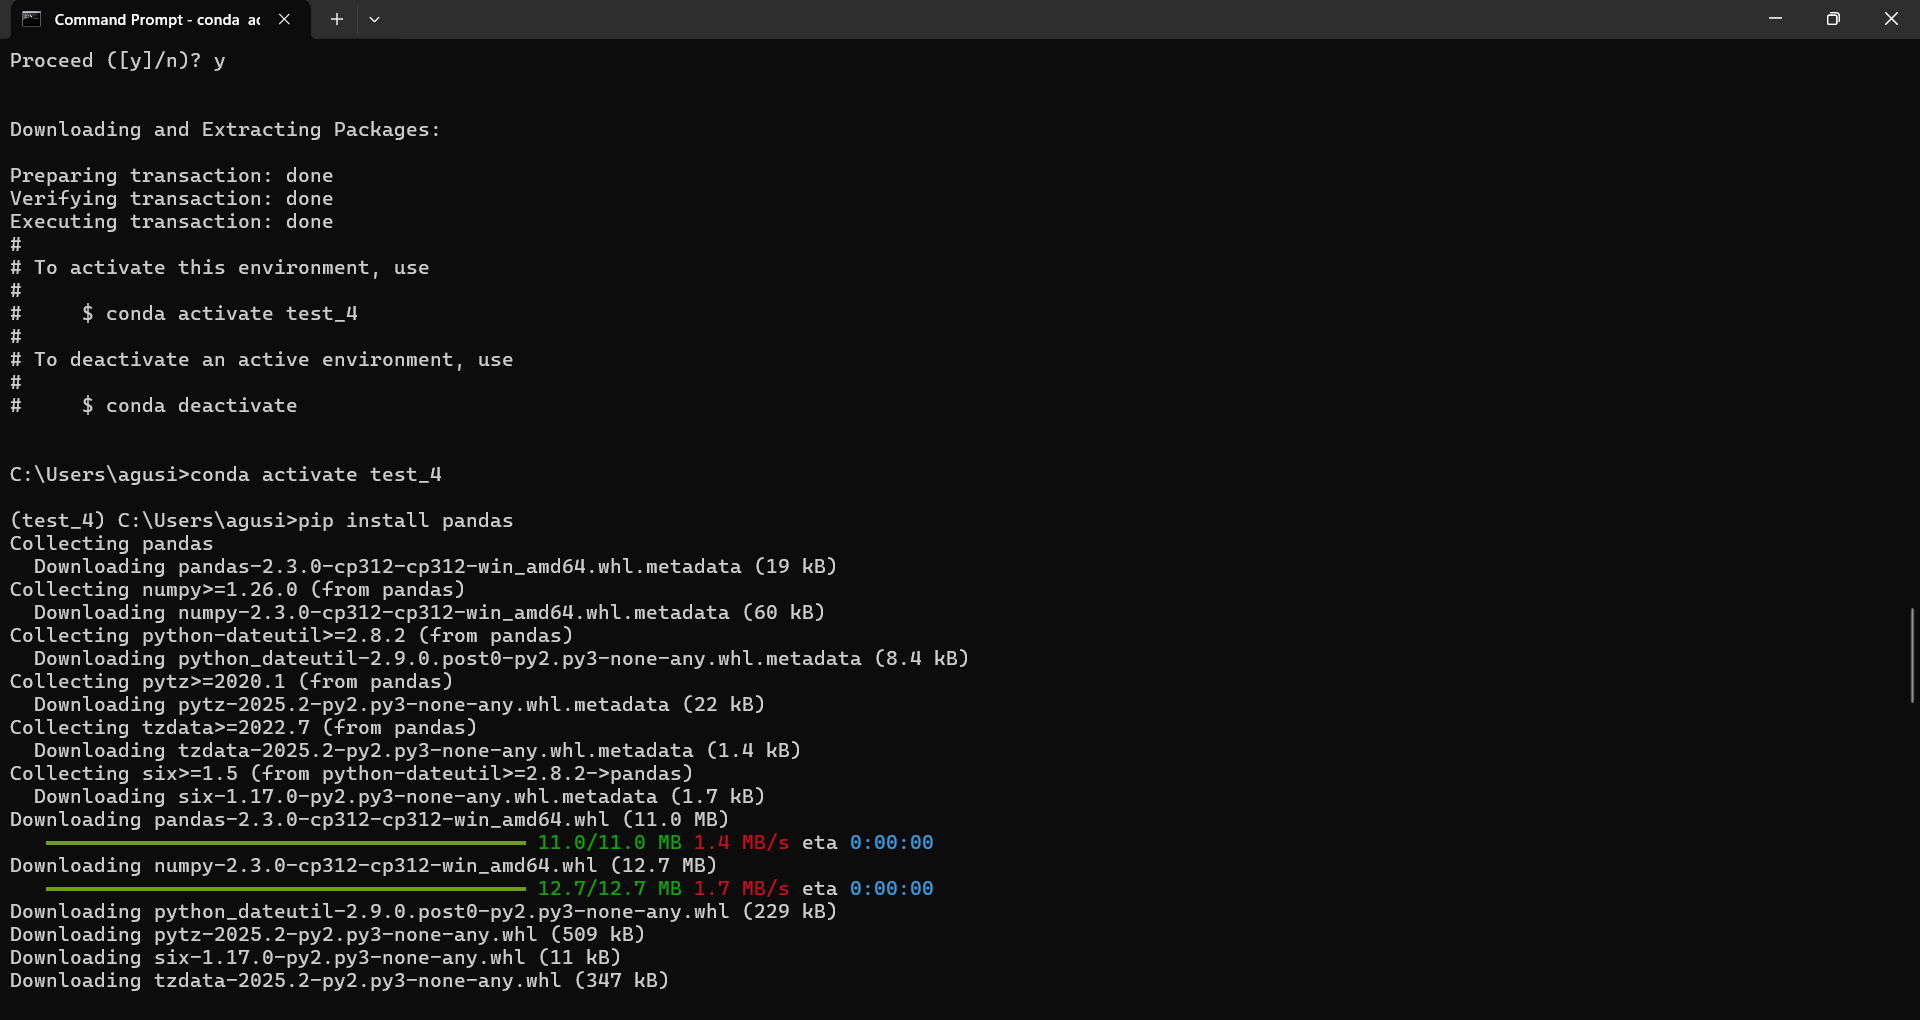 Command Prompt - conda ac
Proceed ([y]/n)? y
Downloading and Extracting Packages:
Preparing transaction: done
Verifying transaction: done
Executing transaction: done
#
# To activate this environment, use
#
#     $ conda activate test_4
#
# To deactivate an active environment, use
#
#     $ conda deactivate
C:\Users\agusi>conda activate test_4
(test_4) C:\Users\agusi>pip install pandas
Collecting pandas
  Downloading pandas-2.3.0-cp312-cp312-win_amd64.whl.metadata (19 kB)
Collecting numpy>=1.26.0 (from pandas)
  Downloading numpy-2.3.0-cp312-cp312-win_amd64.whl.metadata (60 kB)
Collecting python-dateutil>=2.8.2 (from pandas)
  Downloading python_dateutil-2.9.0.post0-py2.py3-none-any.whl.metadata (8.4 kB)
Collecting pytz>=2020.1 (from pandas)
  Downloading pytz-2025.2-py2.py3-none-any.whl.metadata (22 kB)
Collecting tzdata>=2022.7 (from pandas)
  Downloading tzdata-2025.2-py2.py3-none-any.whl.metadata (1.4 kB)
Collecting six>=1.5 (from python-dateutil>=2.8.2->pandas)
  Downloading six-1.17.0-py2.py3-none-any.whl.metadata (1.7 kB)
Downloading pandas-2.3.0-cp312-cp312-win_amd64.whl (11.0 MB)
11.0/11.0 MB 1.4 MB/s eta 0:00:00
Downloading numpy-2.3.0-cp312-cp312-win_amd64.whl (12.7 MB)
12.7/12.7 MB 1.7 MB/s eta 0:00:00
Downloading python_dateutil-2.9.0.post0-py2.py3-none-any.whl (229 kB)
Downloading pytz-2025.2-py2.py3-none-any.whl (509 kB)
Downloading six-1.17.0-py2.py3-none-any.whl (11 kB)
Downloading tzdata-2025.2-py2.py3-none-any.whl (347 kB)